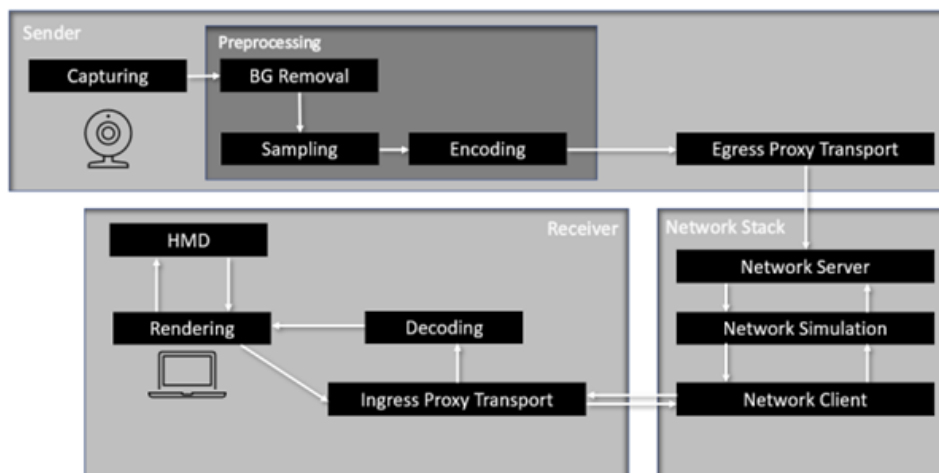 Sender
Preprocessing
Capturing
BG Removal
Sampling
Encoding
Egress Proxy Transport
Receiver
Network Stack
HMD
Network Server
Rendering
Decoding
Network Simulation
Ingress Proxy Transport
Network Client